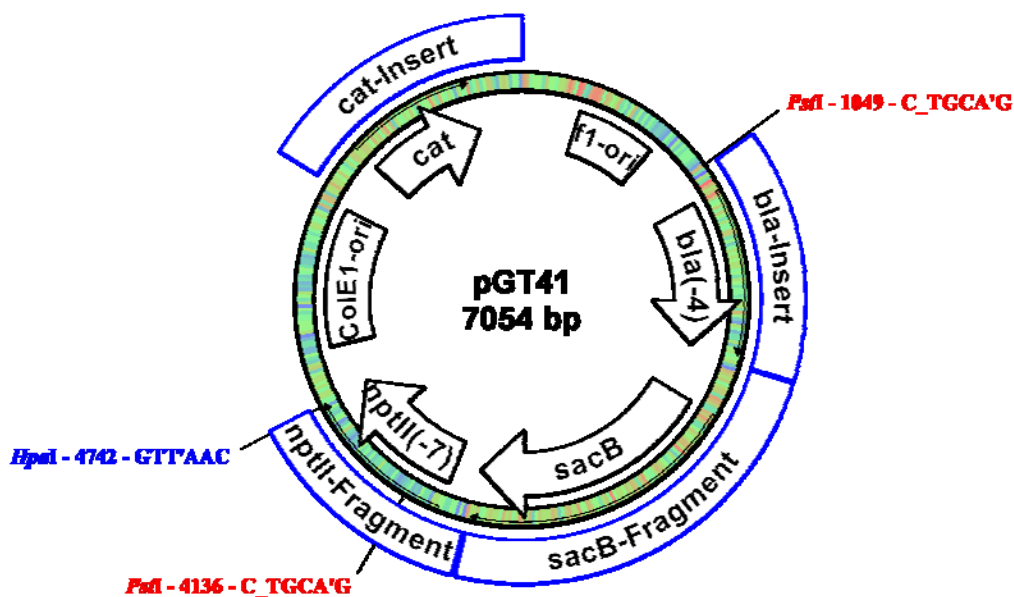 cat-Insert
PstI - 1049 - C_TGCA'G
cat
f1-ori
bla-Insert
ColE1-ori
bla(-4)
pGT41
7054 bp
nptII(-7)
sacB
HpaI - 4742 - GTT'AAC
nptII-Fragment
sacB-Fragment
PstI - 4136 - C_TGCA'G